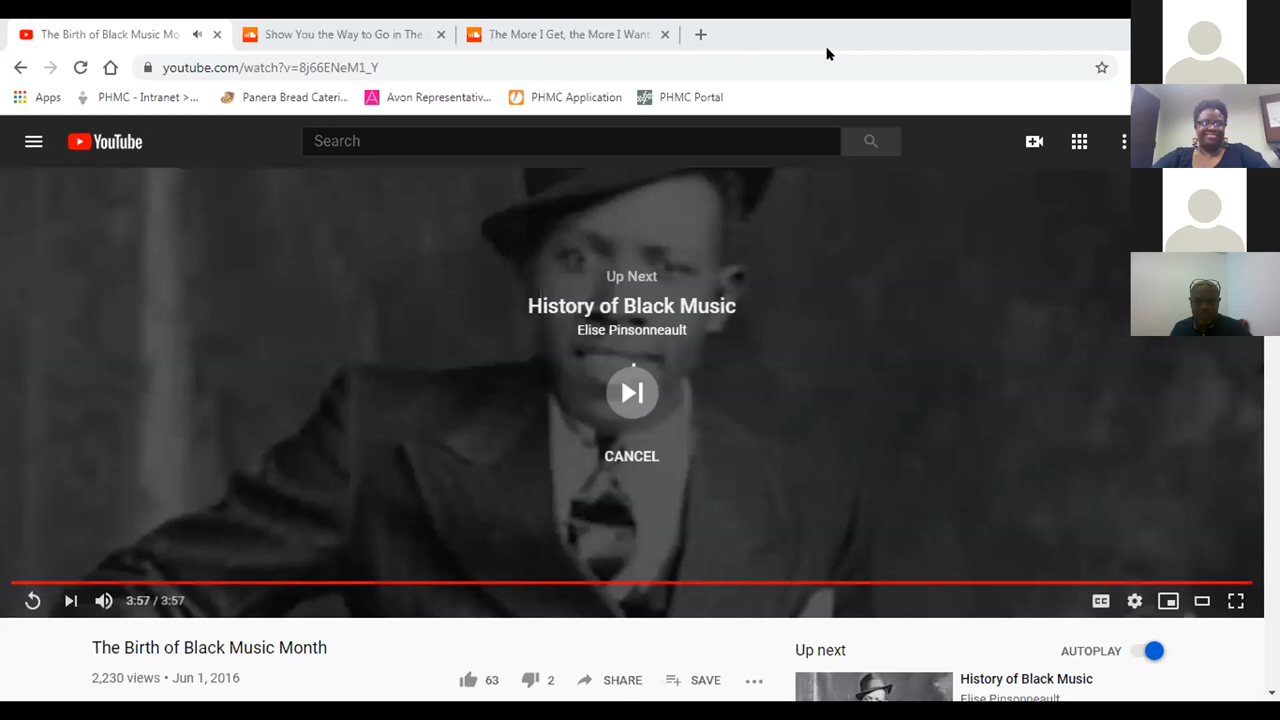 The Birth of Black Music Mo
Show You the Way to Go in The
The More I Get, the More I Want
youtube.com/watch?v=8j66ENeM1_Y
Apps
PHMC - Intranet >...
Panera Bread Cateri...
Avon Representativ...
PHMC Application
PHMC Portal
YouTube
Search
Up Next
History of Black Music
Elise Pinsonneault
CANCEL
3:57 / 3:57
CC
The Birth of Black Music Month
2,230 views • Jun 1, 2016
63
2
SHARE
SAVE
Up next
AUTOPLAY
History of Black Music
Elise Pinsonneault